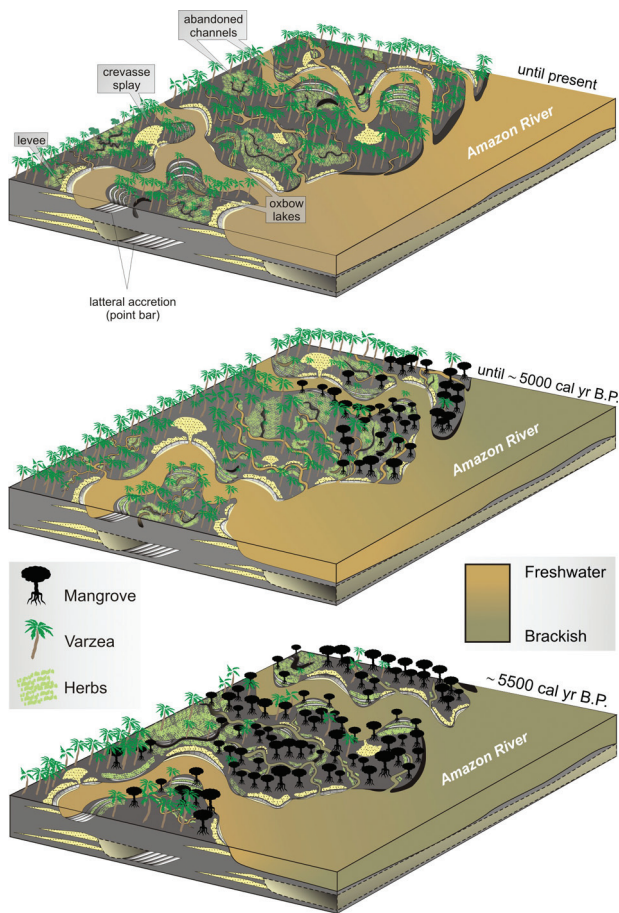 abandoned
channels
crevasse
splay
levee
until present
Amazon River
oxbow
lakes
latteral accretion
(point bar)
until ~ 5000 cal yr B.P.
Amazon River
Mangrove
Varzea
Herbs
Freshwater
Brackish
~ 5500 cal yr B.P.
Amazon River